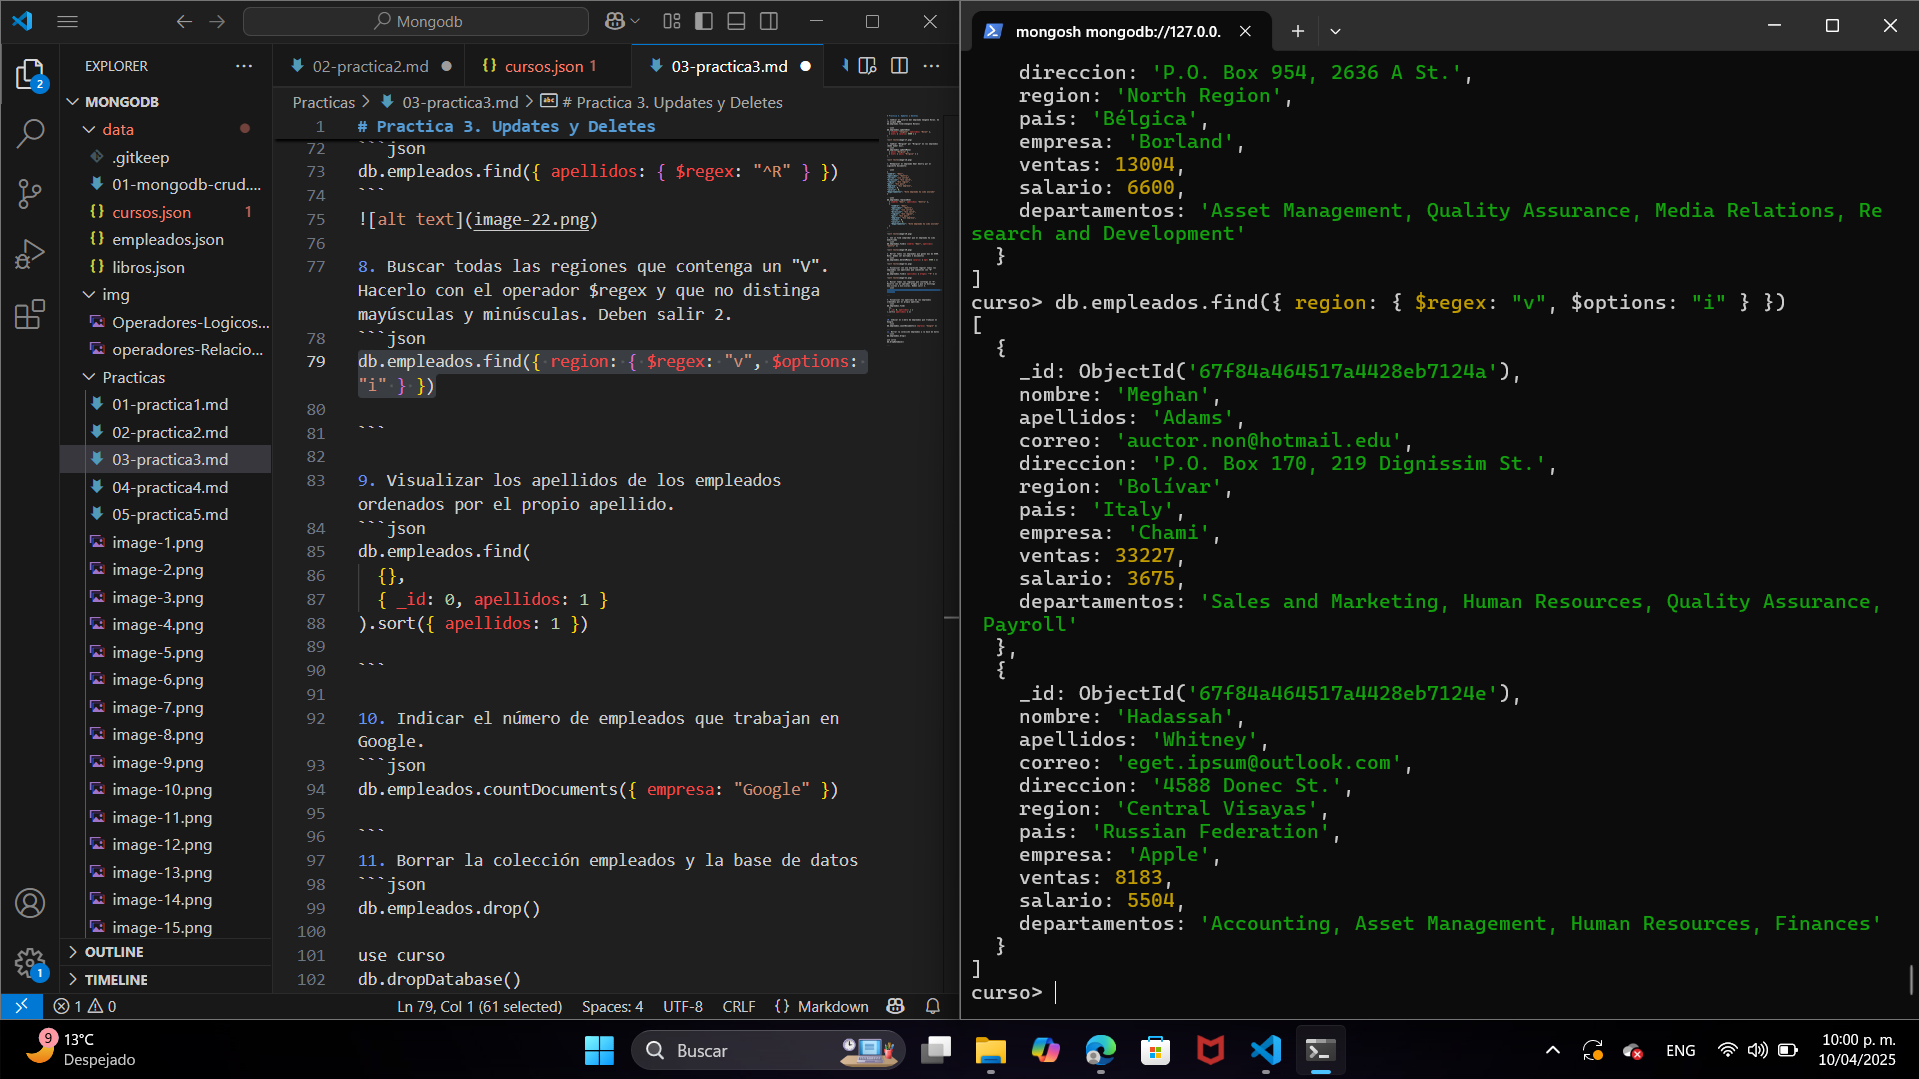 Mongodb
EXPLORER
MONGODB
data
.gitkeep
01-mongodb-crud....
cursos.json 1
empleados.json
libros.json
img
Operadores-Logicos...
operadores-Relacio...
Practicas
01-practica1.md
02-practica2.md
03-practica3.md
04-practica4.md
05-practica5.md
image-1.png
image-2.png
image-3.png
image-4.png
image-5.png
image-6.png
image-7.png
image-8.png
image-9.png
image-10.png
image-11.png
image-12.png
image-13.png
image-14.png
image-15.png
OUTLINE
TIMELINE
2
1
02-practica2.md
cursos.json 1
03-practica3.md
Practicas > 03-practica3.md > # Practica 3. Updates y Deletes
1 # Practica 3. Updates y Deletes
72 ```json
73 db.empleados.find({ apellidos: { $regex: "^R" } })
74 ```
75 ![alt text](image-22.png)
76
77 8. Buscar todas las regiones que contenga un "V".
Hacerlo con el operador $regex y que no distinga
mayúsculas y minúsculas. Deben salir 2.
78 ```json
79 db.empleados.find({ region: { $regex: "v", $options:
"i" } })
80
81 ```
82
83 9. Visualizar los apellidos de los empleados
ordenados por el propio apellido.
84 ```json
85 db.empleados.find(
86 {},
87 { _id: 0, apellidos: 1 }
88 ).sort({ apellidos: 1 })
89
90 ```
91
92 10. Indicar el número de empleados que trabajan en
Google.
93 ```json
94 db.empleados.countDocuments({ empresa: "Google" })
95
96 ```
97 11. Borrar la colección empleados y la base de datos
98 ```json
99 db.empleados.drop()
100
101 use curso
102 db.dropDatabase()
1 0
Ln 79, Col 1 (61 selected)
Spaces: 4
UTF-8
CRLF
{ } Markdown
mongosh mongodb://127.0.0.
direccion: 'P.O. Box 954, 2636 A St.',
region: 'North Region',
pais: 'Bélgica',
empresa: 'Borland',
ventas: 13004,
salario: 6600,
departamentos: 'Asset Management, Quality Assurance, Media Relations, Re
search and Development'
}
]
curso> db.empleados.find({ region: { $regex: "v", $options: "i" } })
[
{
_id: ObjectId('67f84a464517a4428eb7124a'),
nombre: 'Meghan',
apellidos: 'Adams',
correo: 'auctor.non@hotmail.edu',
direccion: 'P.O. Box 170, 219 Dignissim St.',
region: 'Bolívar',
pais: 'Italy',
empresa: 'Chami',
ventas: 33227,
salario: 3675,
departamentos: 'Sales and Marketing, Human Resources, Quality Assurance,
Payroll'
},
{
_id: ObjectId('67f84a464517a4428eb7124e'),
nombre: 'Hadassah',
apellidos: 'Whitney',
correo: 'eget.ipsum@outlook.com',
direccion: '4588 Donec St.',
region: 'Central Visayas',
pais: 'Russian Federation',
empresa: 'Apple',
ventas: 8183,
salario: 5504,
departamentos: 'Accounting, Asset Management, Human Resources, Finances'
}
]
curso>
9
13°C
Despejado
Buscar
ENG
10:00 p. m.
10/04/2025